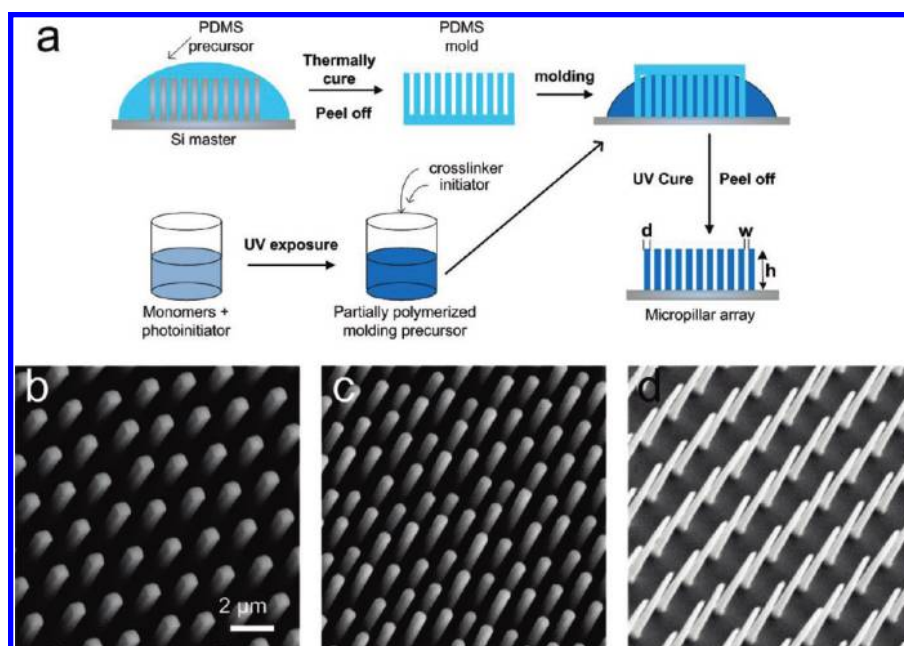 a
PDMS
precursor
Si master
Thermally
cure
Peel off
PDMS
mold
molding
UV Cure
Peel off
crosslinker
initiator
UV exposure
Monomers +
photoinitiator
Partially polymerized
molding precursor
d
w
h
Micropillar array
b
2 μm
c
d